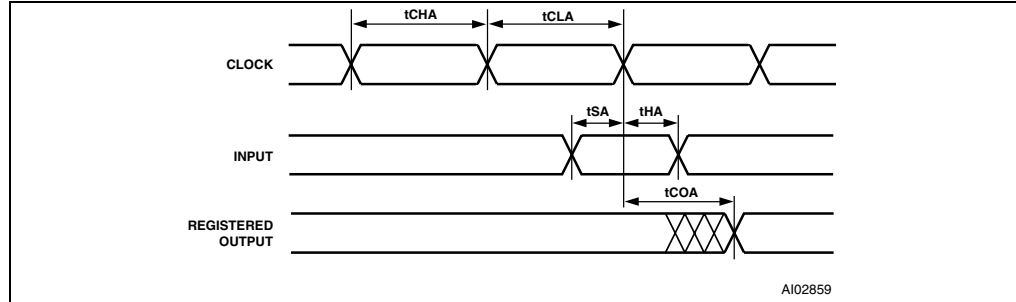 tCHA tCLA
CLOCK
tSA tHA
INPUT
tCOA
REGISTERED
OUTPUT
AI02859